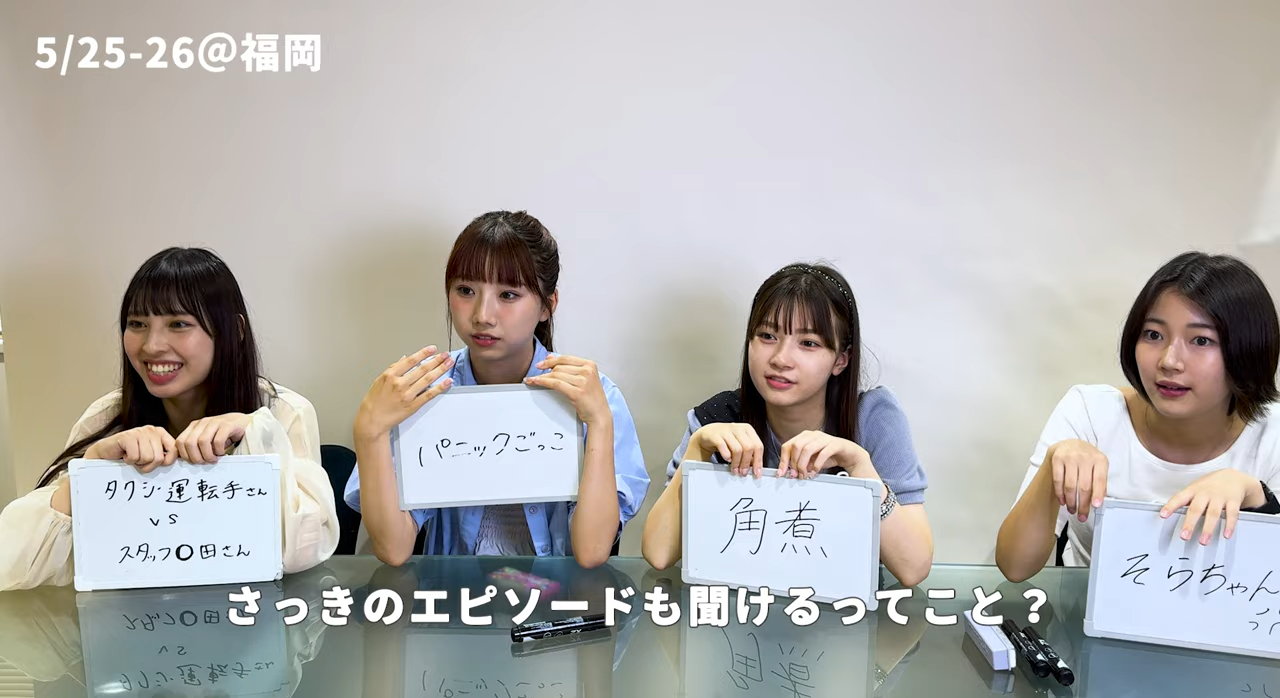 5/25-26@福岡
タクシー運転手さん
vs
スタッフ〇田さん
パニックごっこ
角煮
そらちゃん
さっきのエピソードも聞けるってこと？